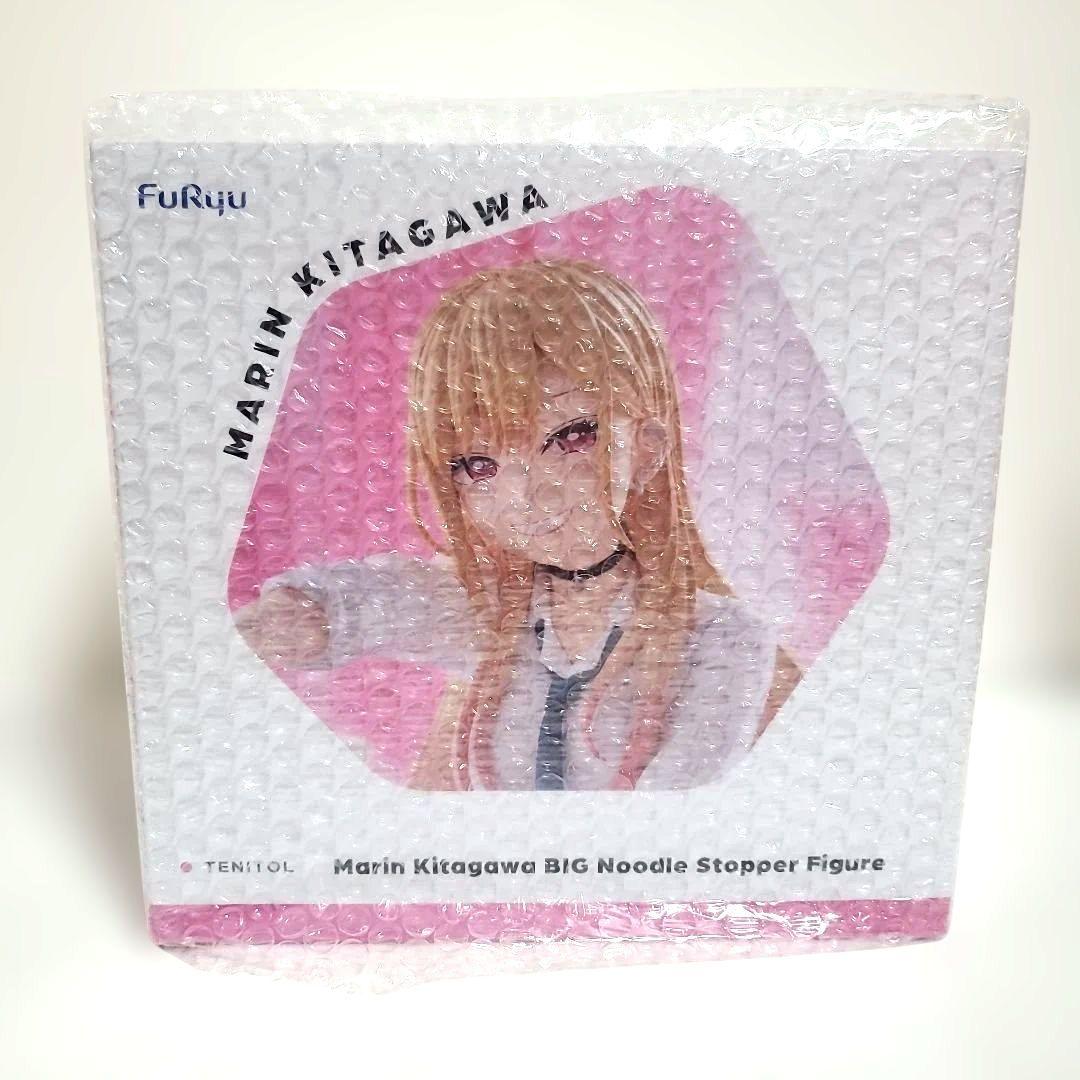 FuRyu
MARIN KITAGAWA
TENITOL
Marin Kitagawa BIG Noodle Stopper Figure